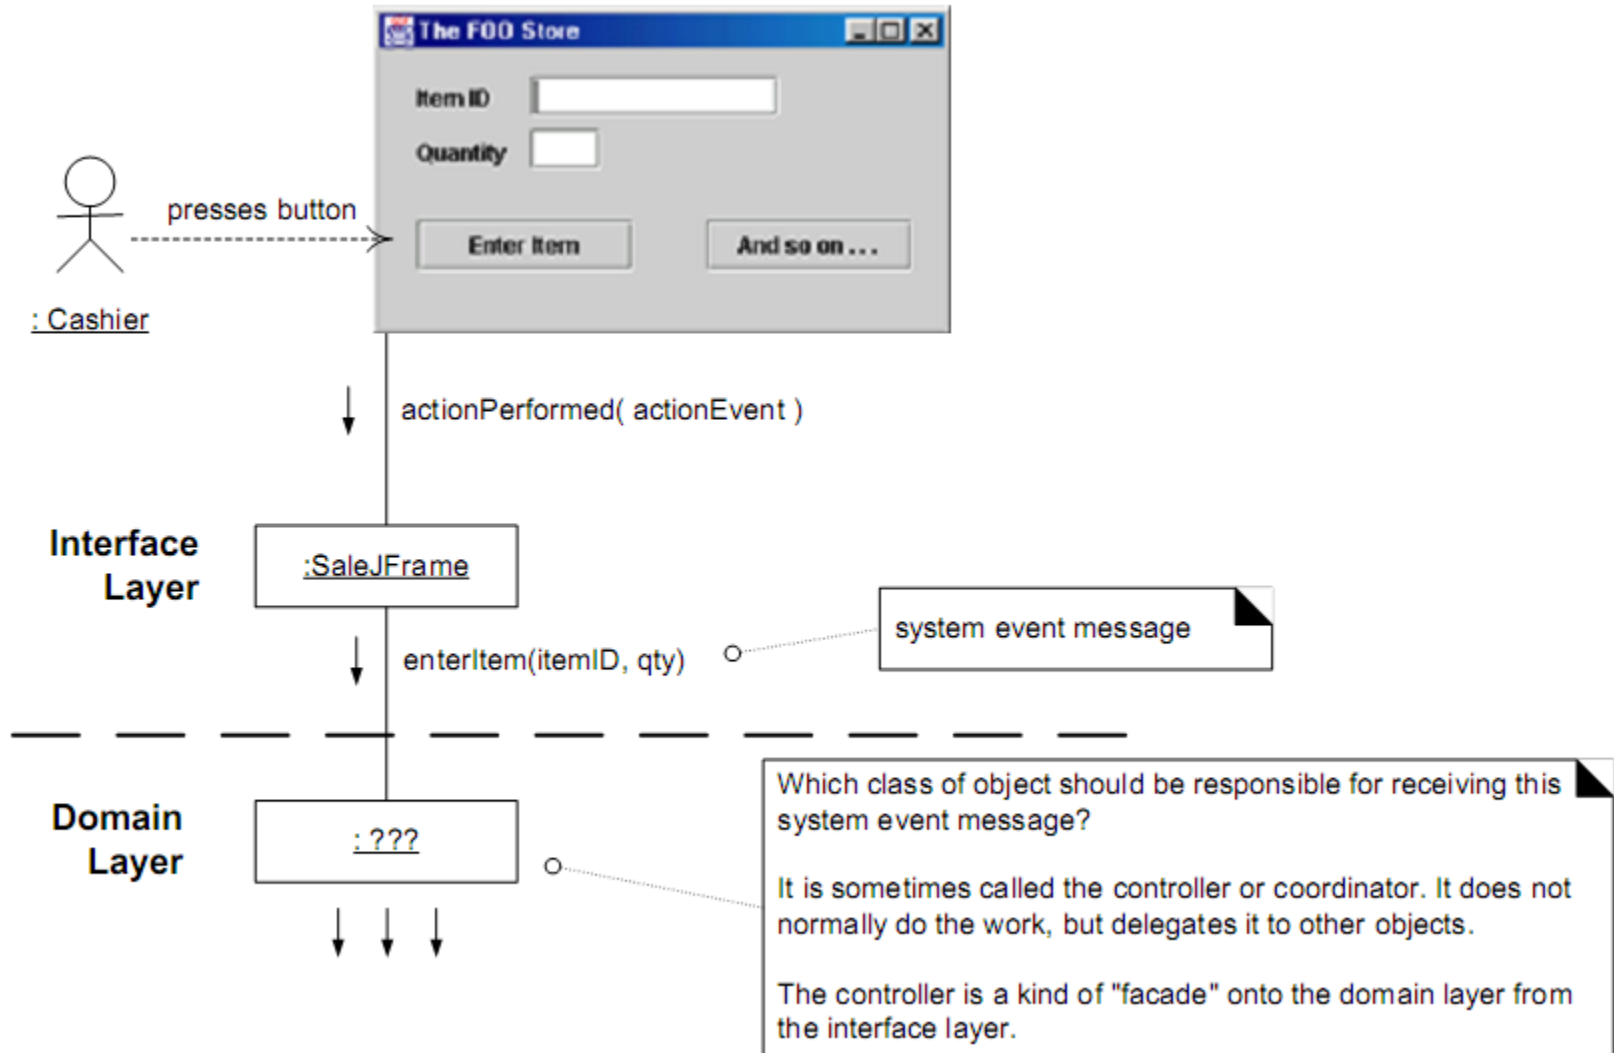 The FOO Store
Item ID
Quantity
presses button
Enter Item
And so on ...
: Cashier
actionPerformed( actionEvent )
Interface
Layer
:SaleJFrame
system event message
enterItem(itemID, qty)
Which class of object should be responsible for receiving this
system event message?
It is sometimes called the controller or coordinator. It does not
normally do the work, but delegates it to other objects.
The controller is a kind of "facade" onto the domain layer from
the interface layer.
Domain
Layer
: ???